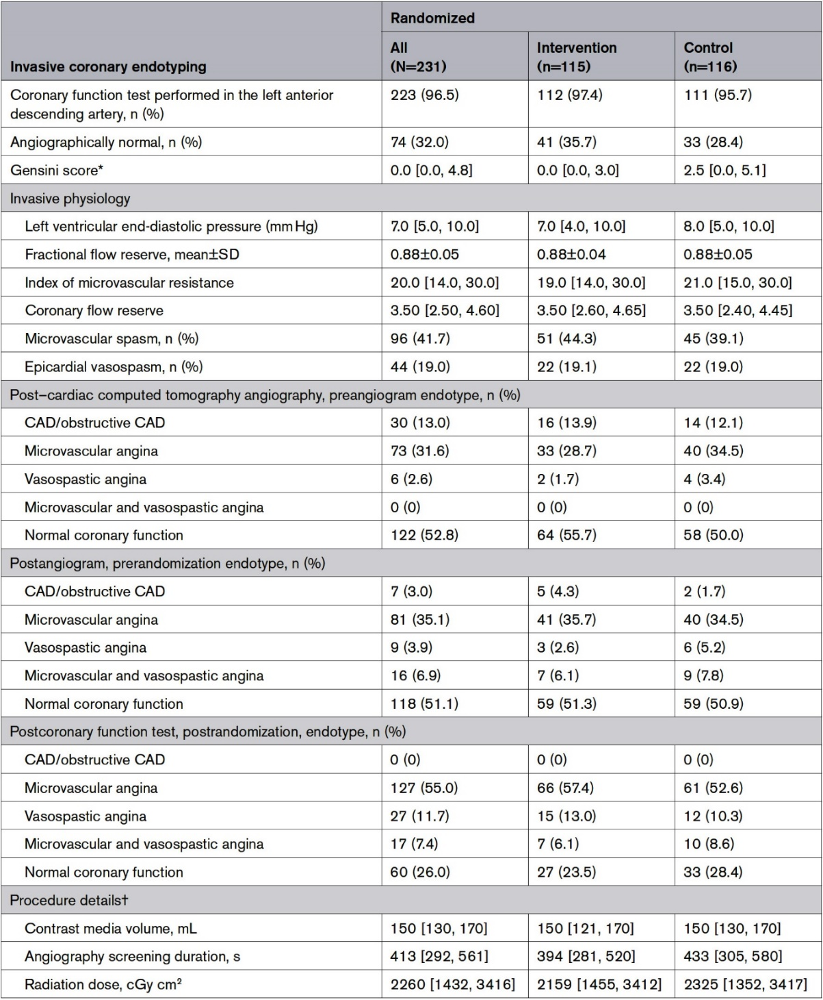 Randomized
Invasive coronary endotyping All (N=231) Intervention (n=115) Control (n=116)
Coronary function test performed in the left anterior descending artery, n (%) 223 (96.5) 112 (97.4) 111 (95.7)
Angiographically normal, n (%) 74 (32.0) 41 (35.7) 33 (28.4)
Gensini score* 0.0 [0.0, 4.8] 0.0 [0.0, 3.0] 2.5 [0.0, 5.1]
Invasive physiology
Left ventricular end-diastolic pressure (mm Hg) 7.0 [5.0, 10.0] 7.0 [4.0, 10.0] 8.0 [5.0, 10.0]
Fractional flow reserve, mean±SD 0.88±0.05 0.88±0.04 0.88±0.05
Index of microvascular resistance 20.0 [14.0, 30.0] 19.0 [14.0, 30.0] 21.0 [15.0, 30.0]
Coronary flow reserve 3.50 [2.50, 4.60] 3.50 [2.60, 4.65] 3.50 [2.40, 4.45]
Microvascular spasm, n (%) 96 (41.7) 51 (44.3) 45 (39.1)
Epicardial vasospasm, n (%) 44 (19.0) 22 (19.1) 22 (19.0)
Post–cardiac computed tomography angiography, preangiogram endotype, n (%)
CAD/obstructive CAD 30 (13.0) 16 (13.9) 14 (12.1)
Microvascular angina 73 (31.6) 33 (28.7) 40 (34.5)
Vasospastic angina 6 (2.6) 2 (1.7) 4 (3.4)
Microvascular and vasospastic angina 0 (0) 0 (0) 0 (0)
Normal coronary function 122 (52.8) 64 (55.7) 58 (50.0)
Postangiogram, prerandomization endotype, n (%)
CAD/obstructive CAD 7 (3.0) 5 (4.3) 2 (1.7)
Microvascular angina 81 (35.1) 41 (35.7) 40 (34.5)
Vasospastic angina 9 (3.9) 3 (2.6) 6 (5.2)
Microvascular and vasospastic angina 16 (6.9) 7 (6.1) 9 (7.8)
Normal coronary function 118 (51.1) 59 (51.3) 59 (50.9)
Postcoronary function test, postrandomization, endotype, n (%)
CAD/obstructive CAD 0 (0) 0 (0) 0 (0)
Microvascular angina 127 (55.0) 66 (57.4) 61 (52.6)
Vasospastic angina 27 (11.7) 15 (13.0) 12 (10.3)
Microvascular and vasospastic angina 17 (7.4) 7 (6.1) 10 (8.6)
Normal coronary function 60 (26.0) 27 (23.5) 33 (28.4)
Procedure details†
Contrast media volume, mL 150 [130, 170] 150 [121, 170] 150 [130, 170]
Angiography screening duration, s 413 [292, 561] 394 [281, 520] 433 [305, 580]
Radiation dose, cGy cm² 2260 [1432, 3416] 2159 [1455, 3412] 2325 [1352, 3417]